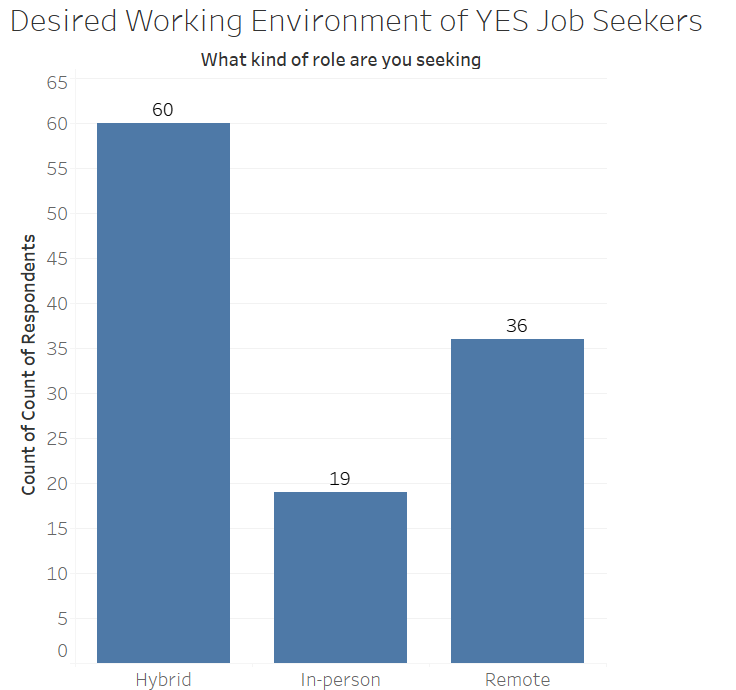 Desired Working Environment of YES Job Seekers
What kind of role are you seeking
Count of Count of Respondents
65
60
55
50
45
40
35
30
25
20
15
10
5
0
60
19
36
Hybrid
In-person
Remote